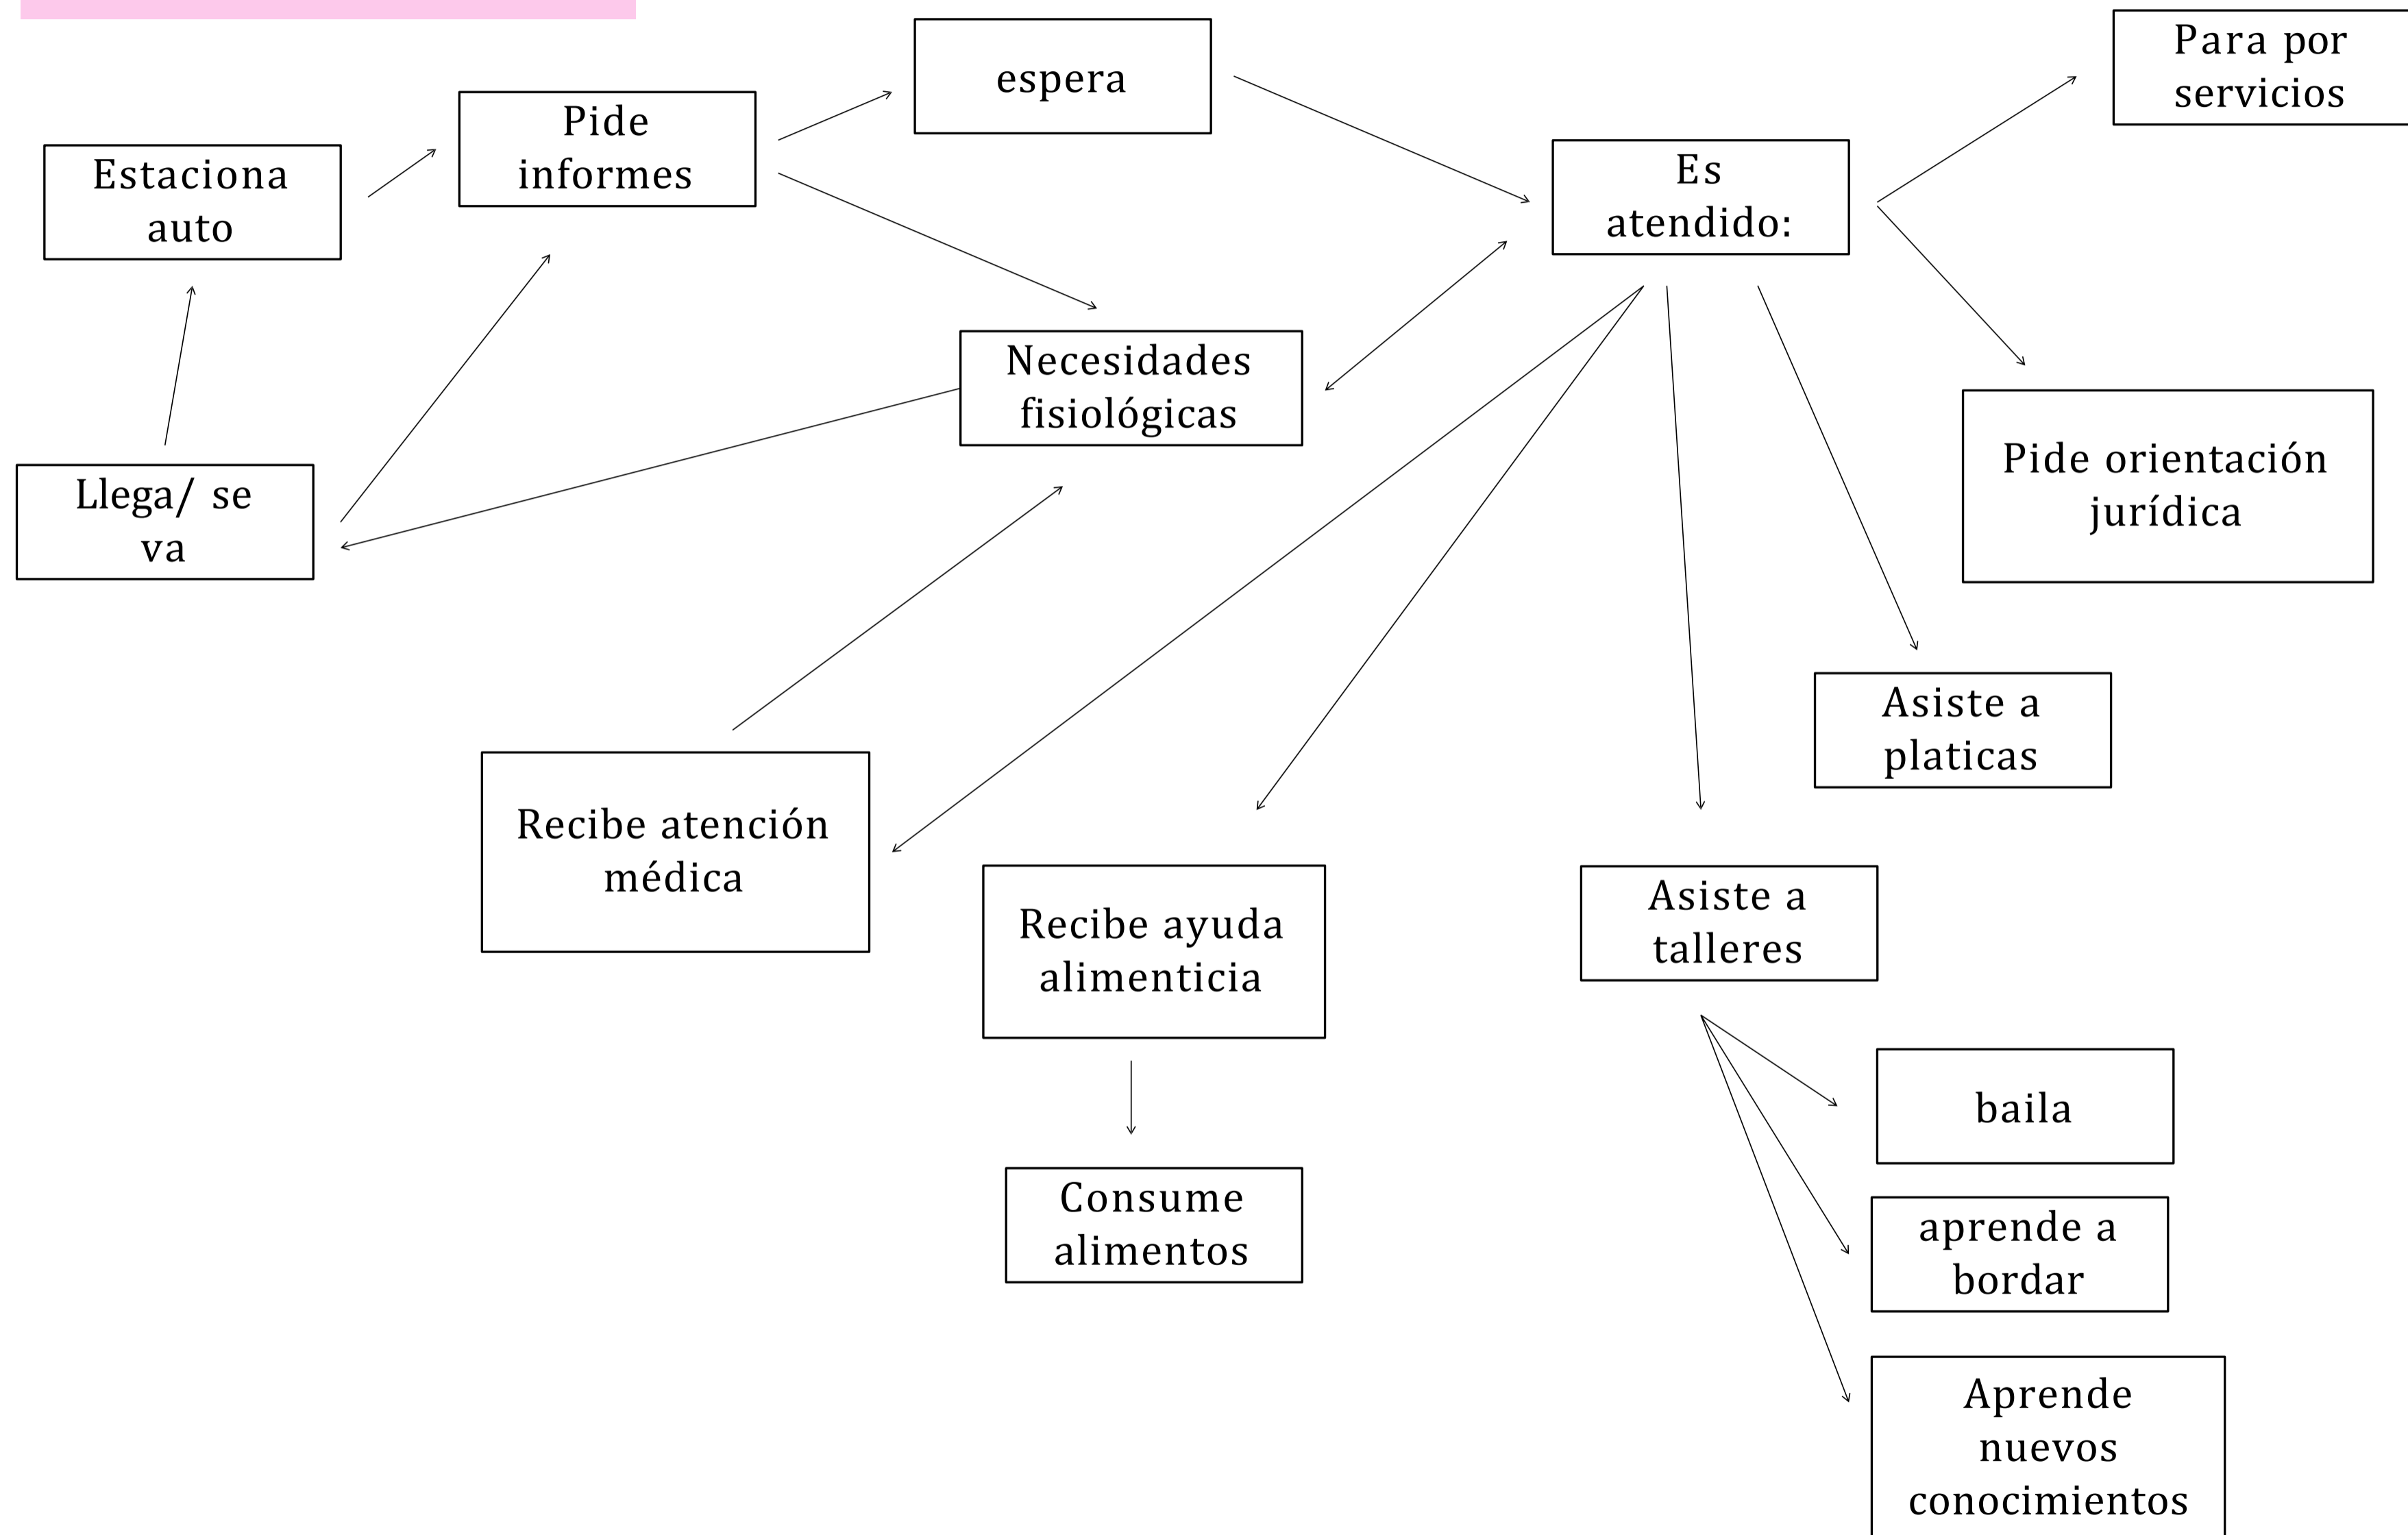 espera
Para por
servicios
Pide
informes
Estaciona
auto
Es
atendido:
Necesidades
fisiológicas
Pide orientación
jurídica
Llega/ se
va
Asiste a
platicas
Recibe atención
médica
Recibe ayuda
alimenticia
Asiste a
talleres
baila
Consume
alimentos
aprende a
bordar
Aprende
nuevos
conocimientos